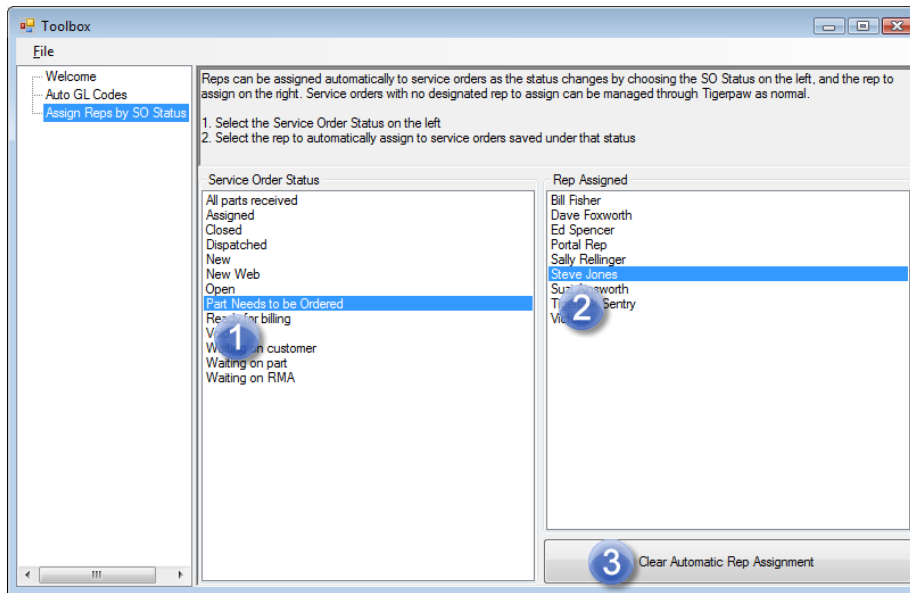 Toolbox
File
Welcome
Auto GL Codes
Assign Reps by SO Status
Reps can be assigned automatically to service orders as the status changes by choosing the SO Status on the left, and the rep to
assign on the right. Service orders with no designated rep to assign can be managed through Tigerpaw as normal.
1. Select the Service Order Status on the left
2. Select the rep to automatically assign to service orders saved under that status
Service Order Status
All parts received
Assigned
Closed
Dispatched
New
New Web
Open
Part Needs to be Ordered
Ready for billing
1
Waiting on customer
Waiting on part
Waiting on RMA
Rep Assigned
Bill Fisher
Dave Foxworth
Ed Spencer
Portal Rep
Sally Rellinger
Steve Jones
Sentry
2
3
Clear Automatic Rep Assignment